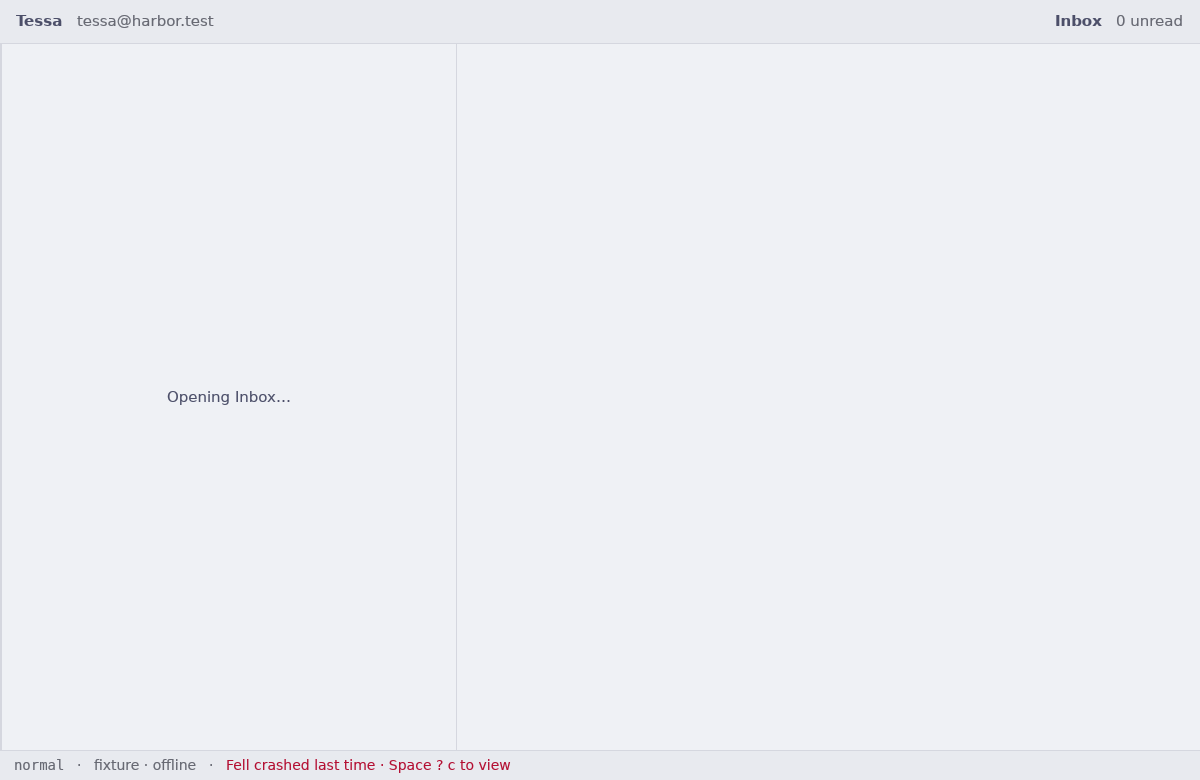 Tessa tessa@harbor.test Inbox 0 unread
Opening Inbox…
normal · fixture · offline · Fell crashed last time · Space ? c to view